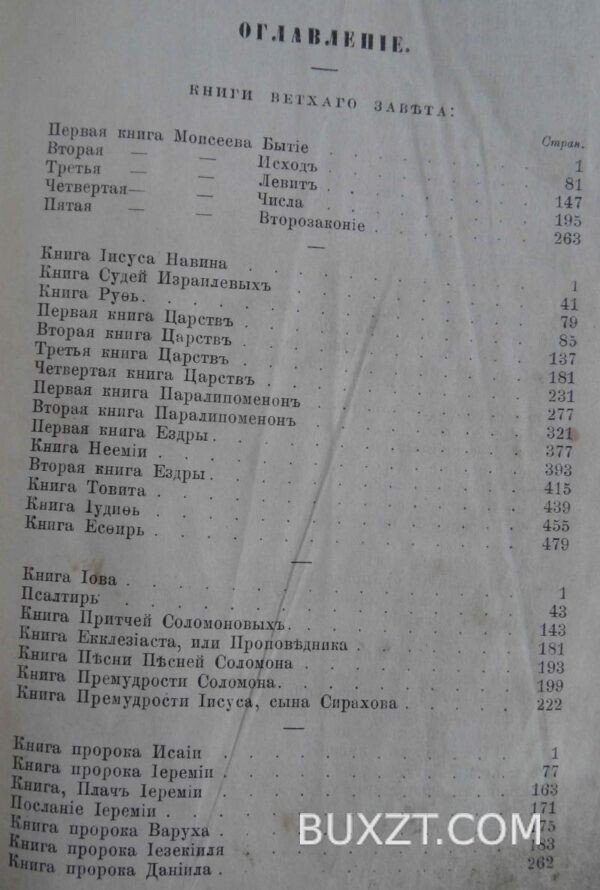 ОГЛАВЛЕНІЕ.
КНИГИ ВЕТХАГО ЗАВѢТА:
Стран.
Первая книга Моисеева Бытіе . . . . . . . . 1
Вторая — — Исходъ . . . . . . . 81
Третья — — Левитъ . . . . . . . 147
Четвертая— — Числа . . . . . . . 195
Пятая — — Второзаконіе . . . . . . 263
Книга Іисуса Навина . . . . . . . . 1
Книга Судей Израилевыхъ . . . . . . . 41
Книга Руѳь. . . . . . . . . . 79
Первая книга Царствъ . . . . . . . . 85
Вторая книга Царствъ . . . . . . . . 137
Третья книга Царствъ . . . . . . . . 181
Четвертая книга Царствъ . . . . . . . 231
Первая книга Паралипоменонъ . . . . . . 277
Вторая книга Паралипоменонъ . . . . . . 321
Первая книга Ездры. . . . . . . . . 377
Книга Нееміи . . . . . . . . . 393
Вторая книга Ездры. . . . . . . . . 415
Книга Товита . . . . . . . . . 439
Книга Іудиѳь . . . . . . . . . 455
Книга Есѳирь . . . . . . . . . 479
Книга Іова . . . . . . . . . . 1
Псалтирь . . . . . . . . . . 43
Книга Притчей Соломоновыхъ. . . . . . . 143
Книга Екклезіаста, или Проповѣдника . . . . . 181
Книга Пѣсни Пѣсней Соломона . . . . . . 193
Книга Премудрости Соломона. . . . . . . 199
Книга Премудрости Іисуса, сына Сирахова . . . . 222
Книга пророка Исаіи . . . . . . . . 1
Книга пророка Іереміи . . . . . . . . 77
Книга, Плачъ Іереміи . . . . . . . . 163
Посланіе Іереміи . . . . . . . . . 171
Книга пророка Варуха . . . . . . . . 175
Книга пророка Іезекіиля . . . . . . . 183
Книга пророка Даніила . . . . . . . . 262
BUXZT.COM